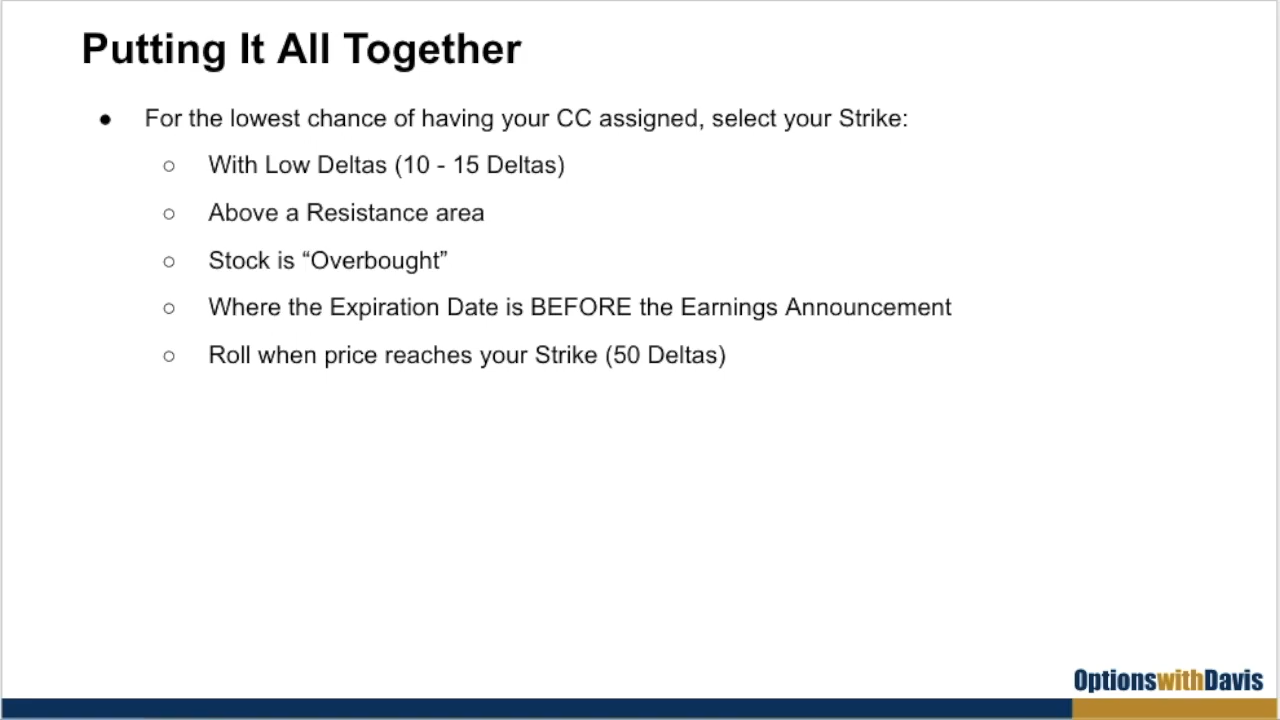 Putting It All Together
● For the lowest chance of having your CC assigned, select your Strike:
○ With Low Deltas (10 - 15 Deltas)
○ Above a Resistance area
○ Stock is “Overbought”
○ Where the Expiration Date is BEFORE the Earnings Announcement
○ Roll when price reaches your Strike (50 Deltas)
OptionswithDavis